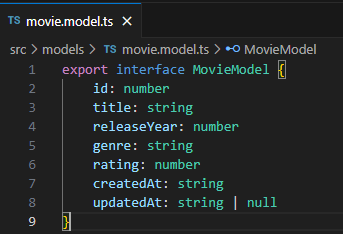 TS movie.model.ts ×
src > models > TS movie.model.ts > MovieModel
1 export interface MovieModel {
2     id: number
3     title: string
4     releaseYear: number
5     genre: string
6     rating: number
7     createdAt: string
8     updatedAt: string | null
9 }